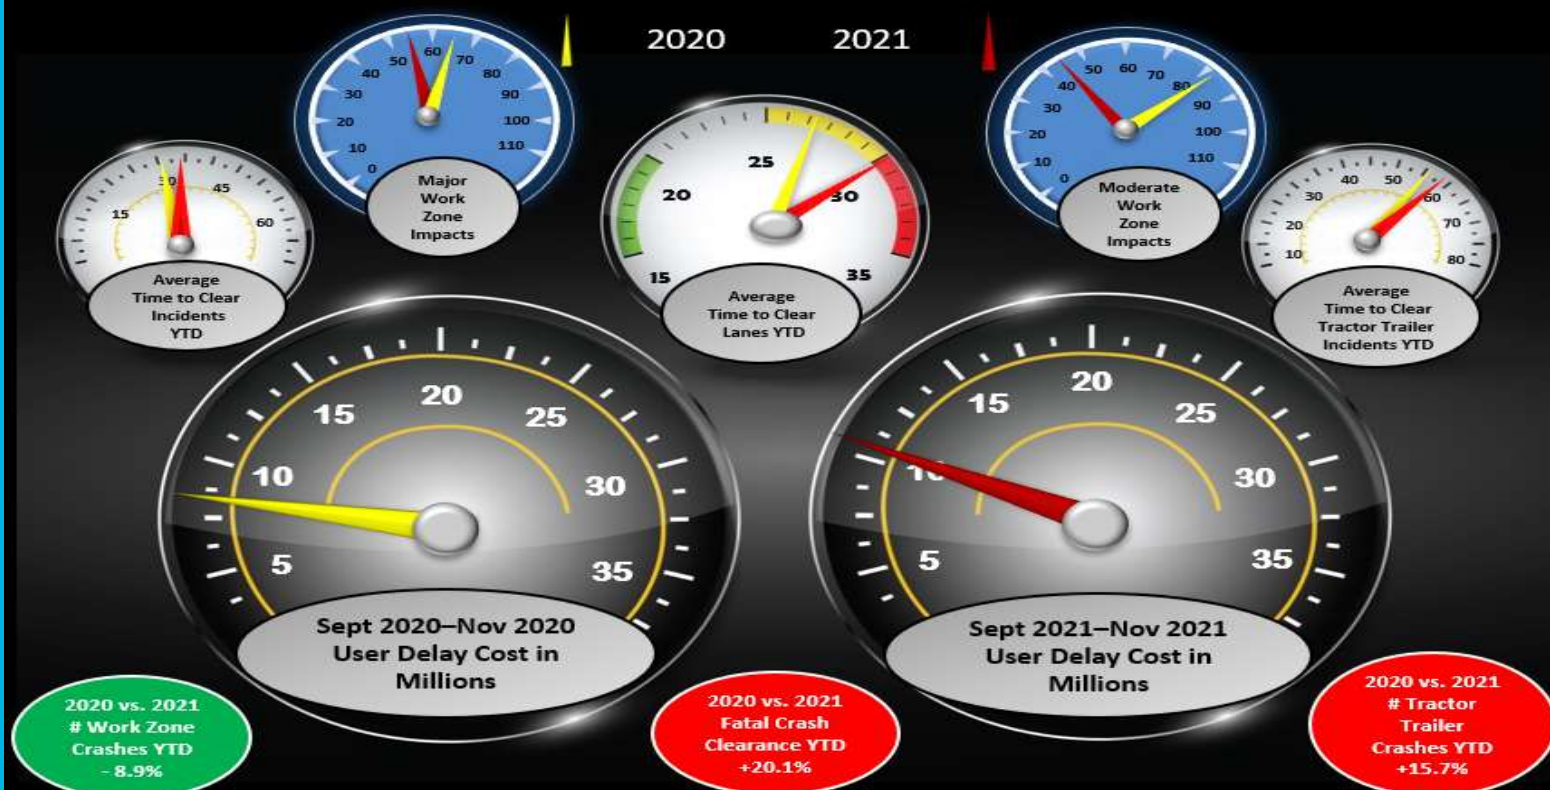 2020 2021
0 10 20 30 40 50 60 70 80 90 100 110
Major
Work
Zone
Impacts
0 10 20 30 40 50 60 70 80 90 100 110
Moderate
Work
Zone
Impacts
15 30 45 60
Average
Time to Clear
Incidents
YTD
15 20 25 30 35
Average
Time to Clear
Lanes YTD
10 20 30 40 50 60 70 80
Average
Time to Clear
Tractor Trailer
Incidents YTD
5 10 15 20 25 30 35
Sept 2020–Nov 2020
User Delay Cost in
Millions
5 10 15 20 25 30 35
Sept 2021–Nov 2021
User Delay Cost in
Millions
2020 vs. 2021
# Work Zone
Crashes YTD
- 8.9%
2020 vs. 2021
Fatal Crash
Clearance YTD
+20.1%
2020 vs. 2021
# Tractor
Trailer
Crashes YTD
+15.7%